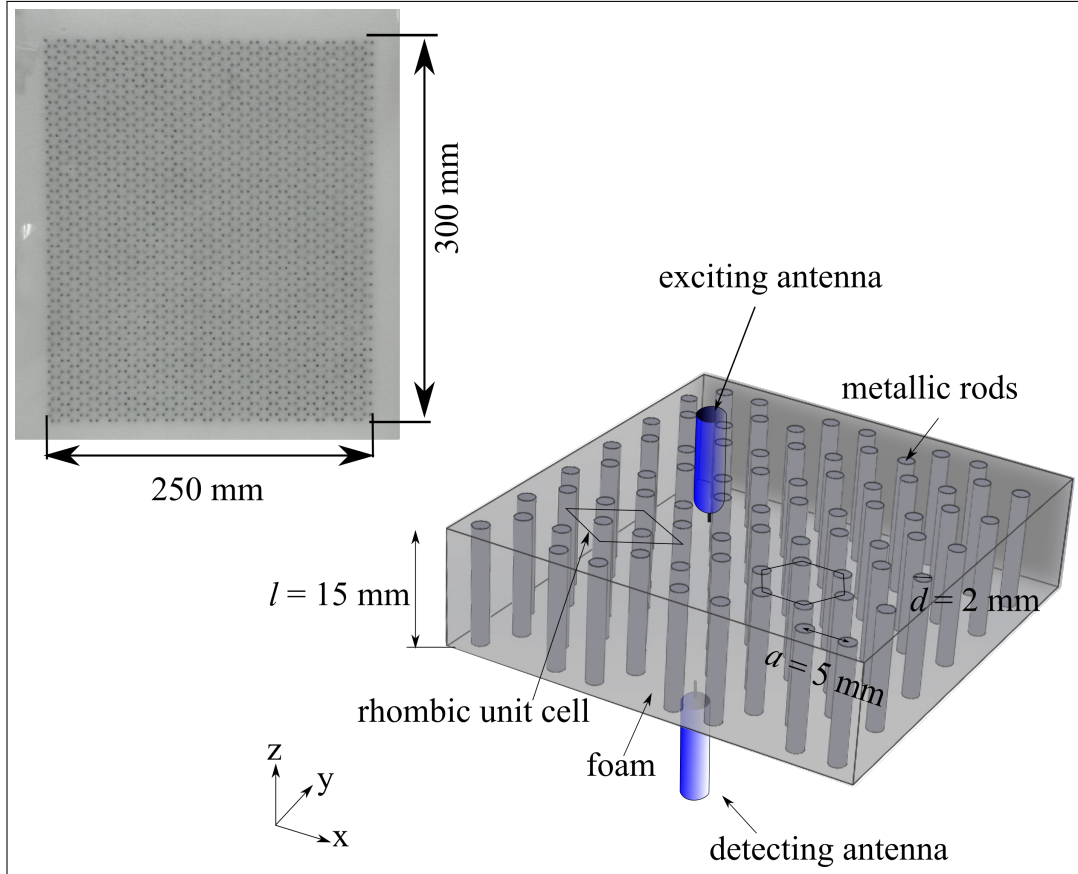 300 mm
250 mm
exciting antenna
metallic rods
l = 15 mm
d = 2 mm
a = 5 mm
rhombic unit cell
foam
z
y
x
detecting antenna